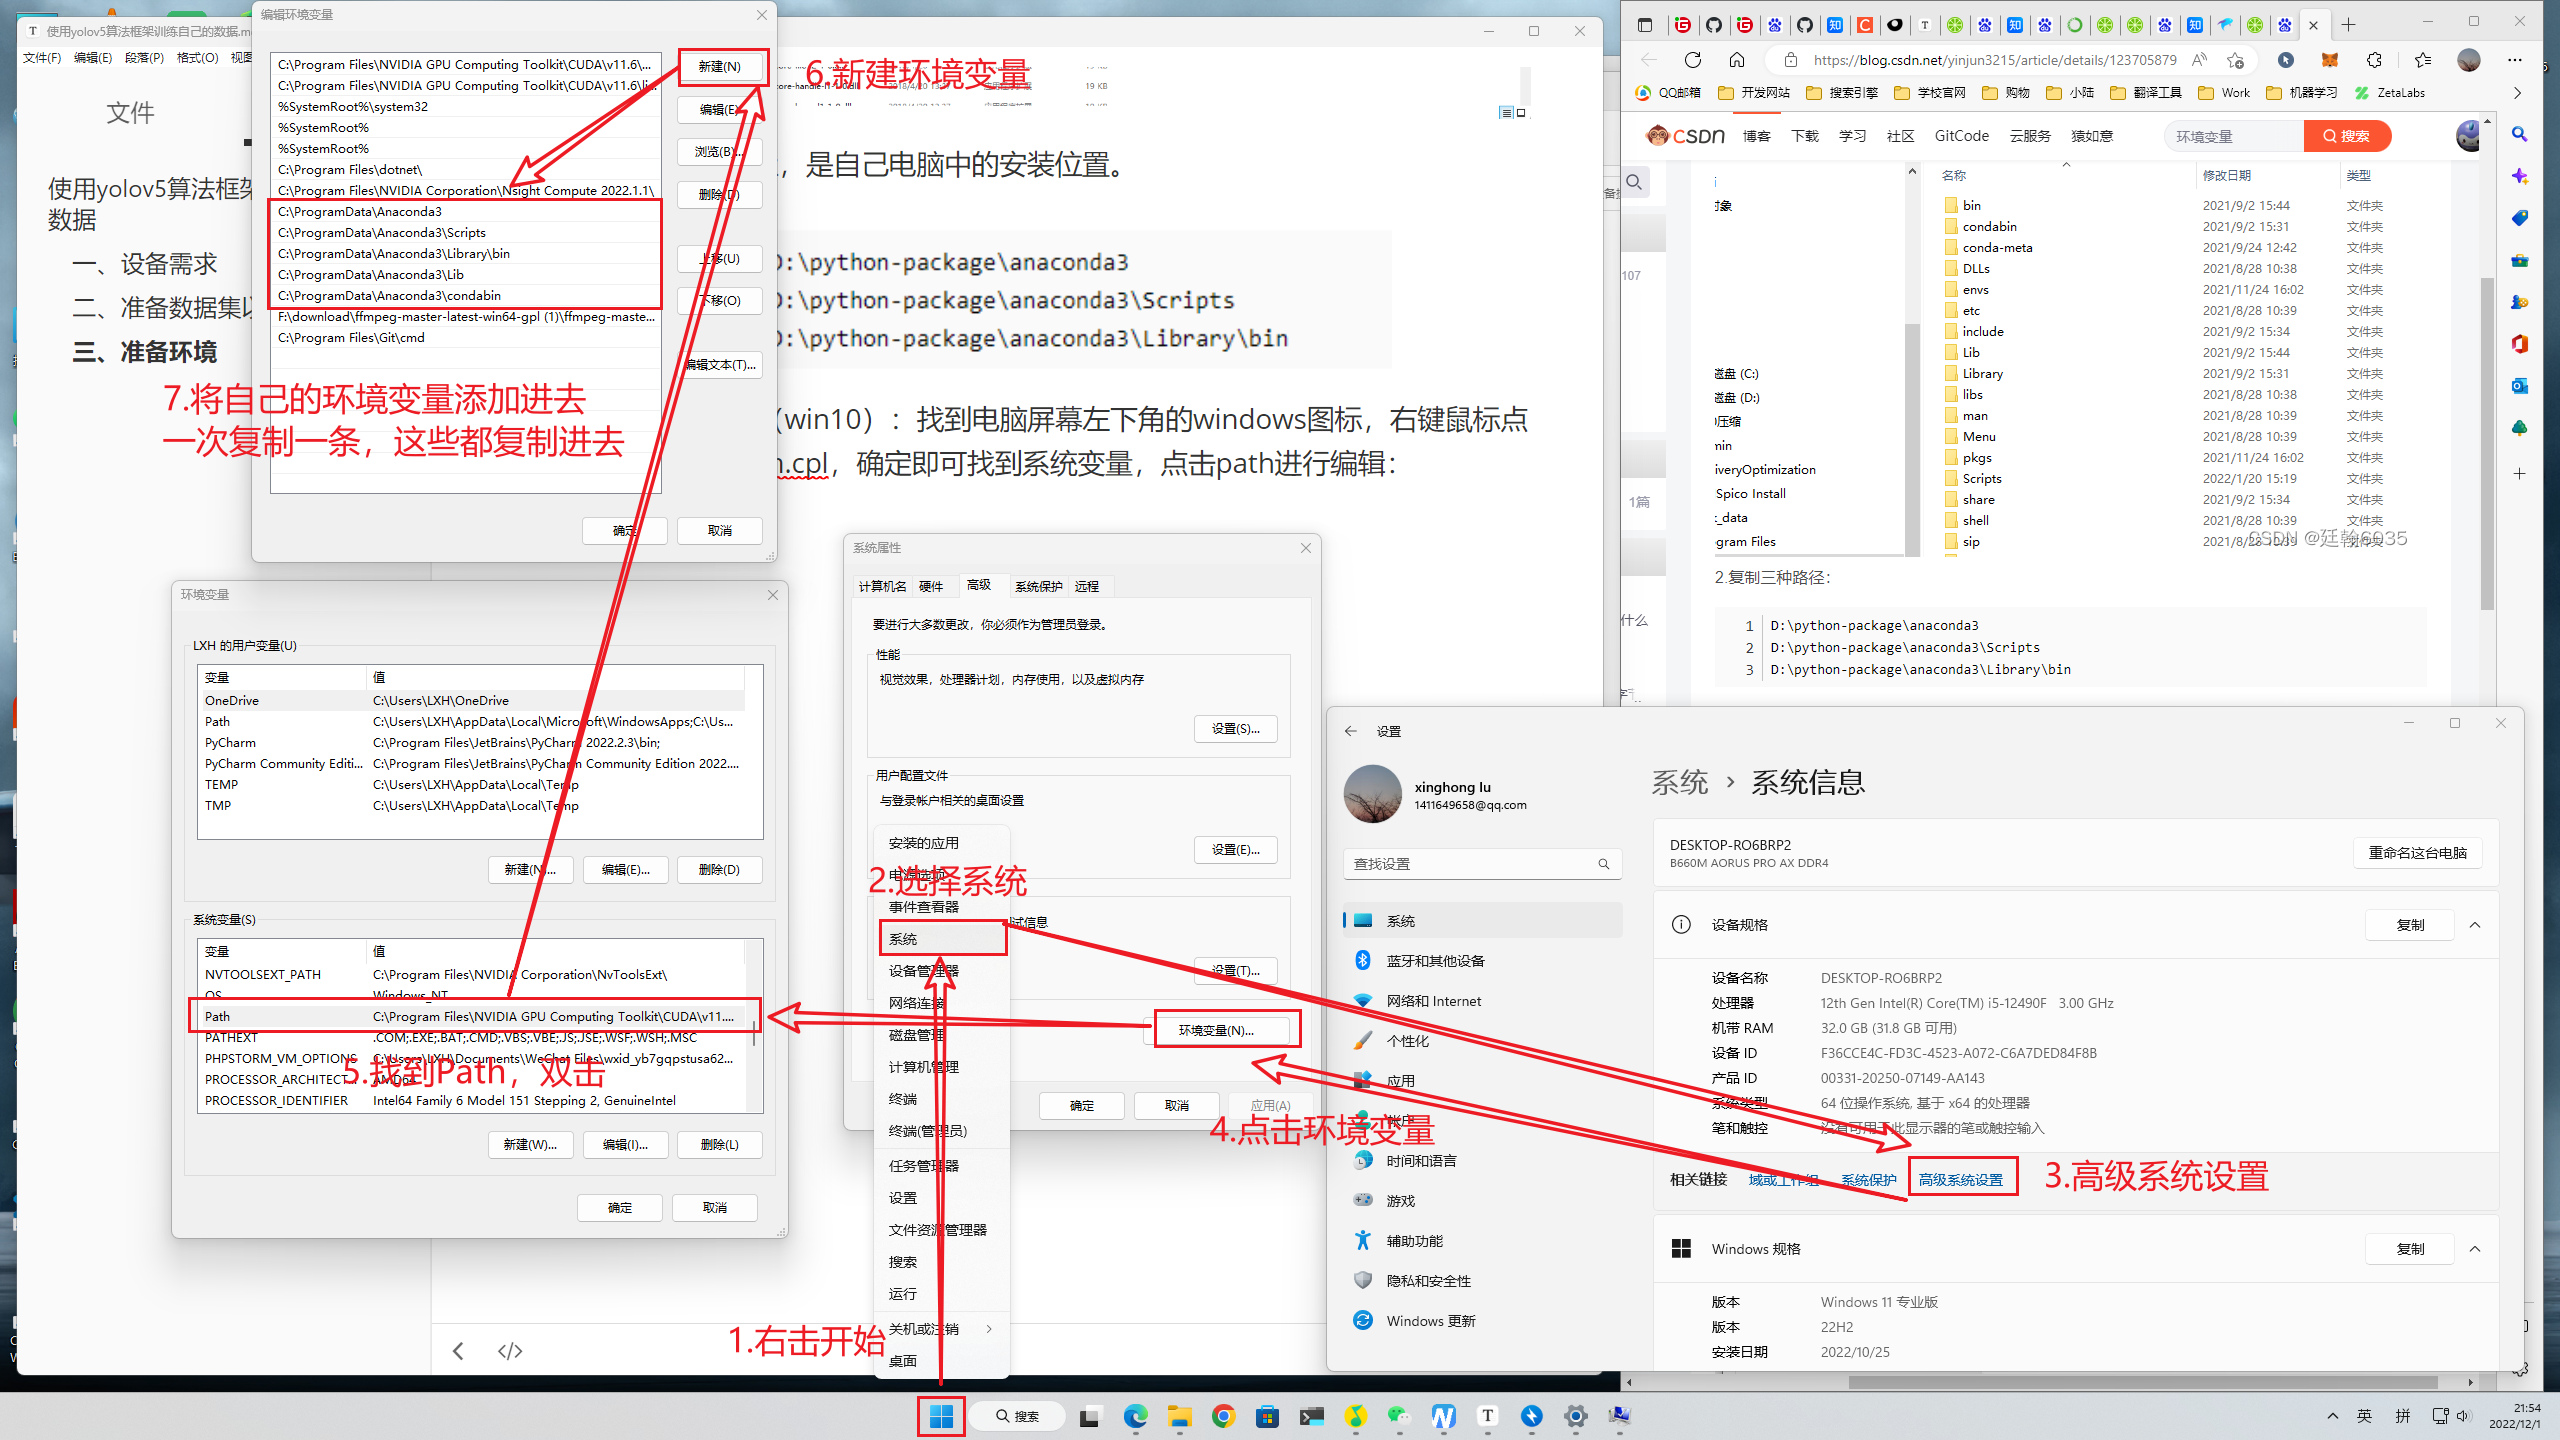 编辑环境变量
C:\Program Files\NVIDIA GPU Computing Toolkit\CUDA\v11.6\...
C:\Program Files\NVIDIA GPU Computing Toolkit\CUDA\v11.6\li...
%SystemRoot%\system32
%SystemRoot%
%SystemRoot%
C:\Program Files\dotnet\
C:\Program Files\NVIDIA Corporation\Nsight Compute 2022.1.1\
C:\ProgramData\Anaconda3
C:\ProgramData\Anaconda3\Scripts
C:\ProgramData\Anaconda3\Library\bin
C:\ProgramData\Anaconda3\Lib
C:\ProgramData\Anaconda3\condabin
F:\download\ffmpeg-master-latest-win64-gpl (1)\ffmpeg-maste...
C:\Program Files\Git\cmd
新建(N)
编辑(E)
浏览(B)...
删除(D)
上移(U)
下移(O)
编辑文本(T)...
确定
取消
6.新建环境变量
7.将自己的环境变量添加进去
一次复制一条，这些都复制进去
使用yolov5算法框架训练自己的数据.m
文件(F) 编辑(E) 段落(P) 格式(O) 视图
文件
使用yolov5算法框架
数据
一、设备需求
二、准备数据集以
三、准备环境
19 KB
，是自己电脑中的安装位置。
D:\python-package\anaconda3
D:\python-package\anaconda3\Scripts
D:\python-package\anaconda3\Library\bin
（win10）：找到电脑屏幕左下角的windows图标，右键鼠标点
n.cpl，确定即可找到系统变量，点击path进行编辑：
环境变量
LXH 的用户变量(U)
变量 值
OneDrive C:\Users\LXH\OneDrive
Path C:\Users\LXH\AppData\Local\Microsoft\WindowsApps;C:\Us...
PyCharm C:\Program Files\JetBrains\PyCharm 2022.2.3\bin;
PyCharm Community Editi... C:\Program Files\JetBrains\PyCharm Community Edition 2022....
TEMP C:\Users\LXH\AppData\Local\Temp
TMP C:\Users\LXH\AppData\Local\Temp
新建(N)... 编辑(E)... 删除(D)
系统变量(S)
变量 值
NVTOOLSEXT_PATH C:\Program Files\NVIDIA Corporation\NvToolsExt\
OS Windows_NT
Path C:\Program Files\NVIDIA GPU Computing Toolkit\CUDA\v11....
PATHEXT .COM;.EXE;.BAT;.CMD;.VBS;.VBE;.JS;.JSE;.WSF;.WSH;.MSC
PHPSTORM_VM_OPTIONS C:\Users\LXH\Documents\WeChat Files\wxid_yb7gqpstusa62...
PROCESSOR_ARCHITECT... AMD64
PROCESSOR_IDENTIFIER Intel64 Family 6 Model 151 Stepping 2, GenuineIntel
5.找到Path，双击
新建(W)... 编辑(I)... 删除(L)
确定 取消
系统属性
计算机名 硬件 高级 系统保护 远程
要进行大多数更改，你必须作为管理员登录。
性能
视觉效果，处理器计划，内存使用，以及虚拟内存
设置(S)...
用户配置文件
与登录帐户相关的桌面设置
设置(E)...
试信息
设置(T)...
环境变量(N)...
确定 取消 应用(A)
安装的应用
电源选项
2.选择系统
事件查看器
系统
设备管理器
网络连接
磁盘管理
计算机管理
终端
终端(管理员)
任务管理器
设置
文件资源管理器
搜索
运行
关机或注销
桌面
1.右击开始
4.点击环境变量
https://blog.csdn.net/yinjun3215/article/details/123705879
QQ邮箱 开发网站 搜索引擎 学校官网 购物 小陆 翻译工具 Work 机器学习 ZetaLabs
CSDN 博客 下载 学习 社区 GitCode 云服务 猿如意 环境变量 搜索
名称 修改日期 类型
bin 2021/9/2 15:44 文件夹
condabin 2021/9/2 15:31 文件夹
conda-meta 2021/9/24 12:42 文件夹
DLLs 2021/8/28 10:38 文件夹
envs 2021/11/24 16:02 文件夹
etc 2021/8/28 10:39 文件夹
include 2021/9/2 15:34 文件夹
Lib 2021/9/2 15:44 文件夹
Library 2021/9/2 15:31 文件夹
libs 2021/8/28 10:38 文件夹
man 2021/8/28 10:39 文件夹
Menu 2021/8/28 10:39 文件夹
pkgs 2021/11/24 16:02 文件夹
Scripts 2022/1/20 15:19 文件夹
share 2021/9/2 15:34 文件夹
shell 2021/8/28 10:39 文件夹
sip 2021/8/28 10:39 文件夹
对象
107
磁盘 (C:)
磁盘 (D:)
压缩
min
iveryOptimization
Spico Install
t_data
gram Files
1篇
什么
2.复制三种路径：
1 D:\python-package\anaconda3
2 D:\python-package\anaconda3\Scripts
3 D:\python-package\anaconda3\Library\bin
设置
xinghong lu
1411649658@qq.com
查找设置
系统
蓝牙和其他设备
网络和 Internet
个性化
应用
帐户
时间和语言
游戏
辅助功能
隐私和安全性
Windows 更新
系统 › 系统信息
DESKTOP-RO6BRP2
B660M AORUS PRO AX DDR4
重命名这台电脑
设备规格 复制
设备名称 DESKTOP-RO6BRP2
处理器 12th Gen Intel(R) Core(TM) i5-12490F 3.00 GHz
机带 RAM 32.0 GB (31.8 GB 可用)
设备 ID F36CCE4C-FD3C-4523-A072-C6A7DED84F8B
产品 ID 00331-20250-07149-AA143
系统类型 64 位操作系统, 基于 x64 的处理器
笔和触控 没有可用于此显示器的笔或触控输入
相关链接 域或工作组 系统保护 高级系统设置
3.高级系统设置
Windows 规格 复制
版本 Windows 11 专业版
版本 22H2
安装日期 2022/10/25
搜索
英 拼
21:54
2022/12/1